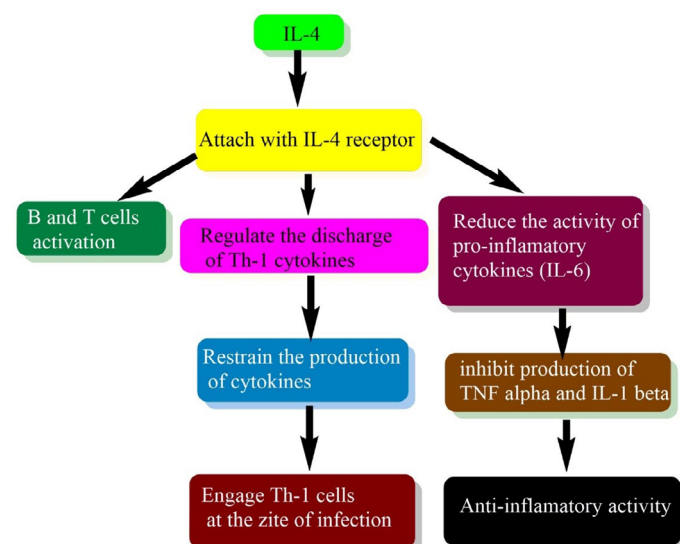 IL-4
Attach with IL-4 receptor
B and T cells
activation
Regulate the discharge
of Th-1 cytokines
Reduce the activity of
pro-inflamatory
cytokines (IL-6)
Restrain the production
of cytokines
inhibit production of
TNF alpha and IL-1 beta
Engage Th-1 cells
at the zite of infection
Anti-inflamatory activity